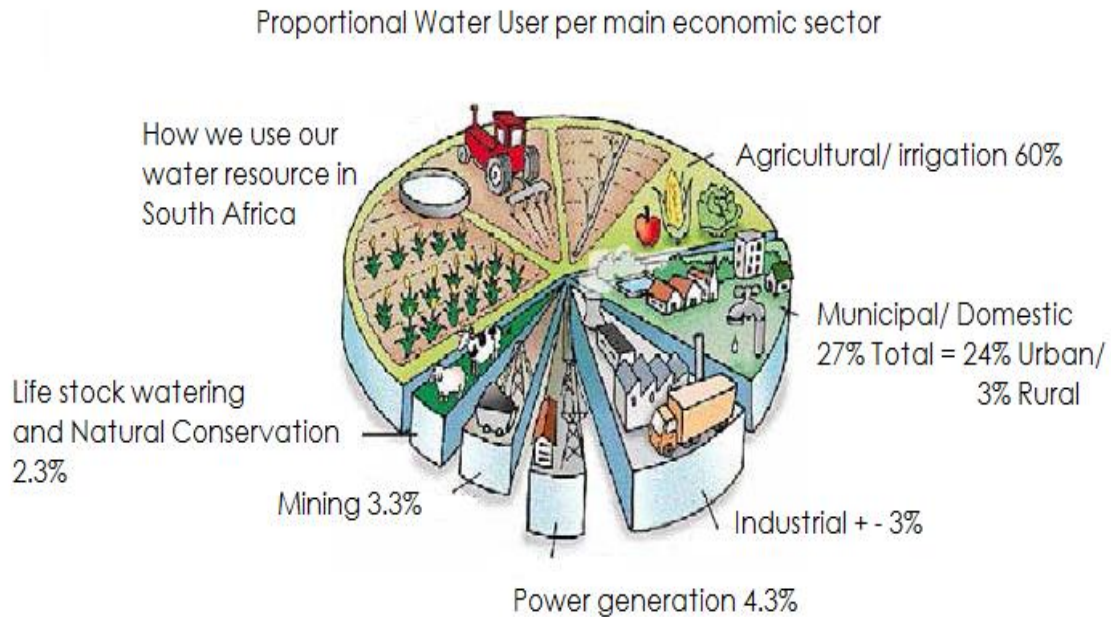 Proportional Water User per main economic sector
How we use our
water resource in
South Africa
Agricultural/ irrigation 60%
Municipal/ Domestic
27% Total = 24% Urban/
3% Rural
Life stock watering
and Natural Conservation
2.3%
Mining 3.3%
Industrial + - 3%
Power generation 4.3%